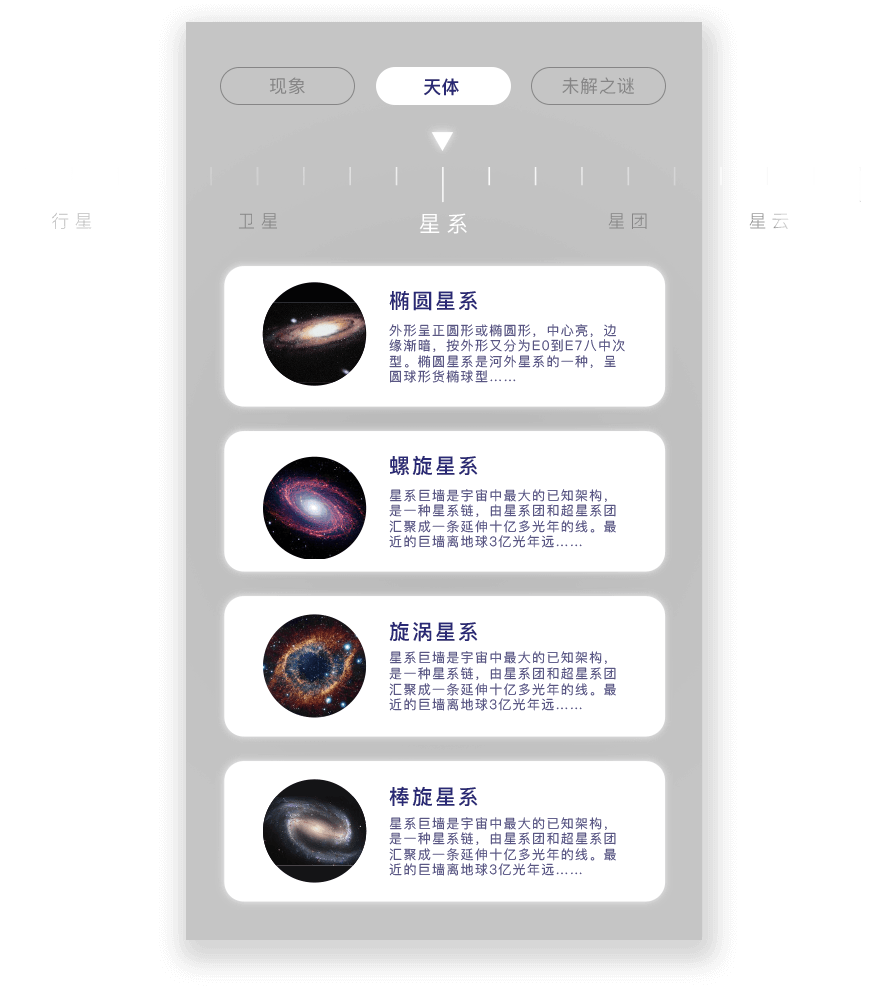 现象
天体
未解之谜
行星
卫星
星系
星团
星云
椭圆星系
外形呈正圆形或椭圆形，中心亮，边
缘渐暗，按外形又分为E0到E7八中次
型。椭圆星系是河外星系的一种，呈
圆球形货椭球型……
螺旋星系
星系巨墙是宇宙中最大的已知架构，
是一种星系链，由星系团和超星系团
汇聚成一条延伸十亿多光年的线。最
近的巨墙离地球3亿光年远……
旋涡星系
星系巨墙是宇宙中最大的已知架构，
是一种星系链，由星系团和超星系团
汇聚成一条延伸十亿多光年的线。最
近的巨墙离地球3亿光年远……
棒旋星系
星系巨墙是宇宙中最大的已知架构，
是一种星系链，由星系团和超星系团
汇聚成一条延伸十亿多光年的线。最
近的巨墙离地球3亿光年远……